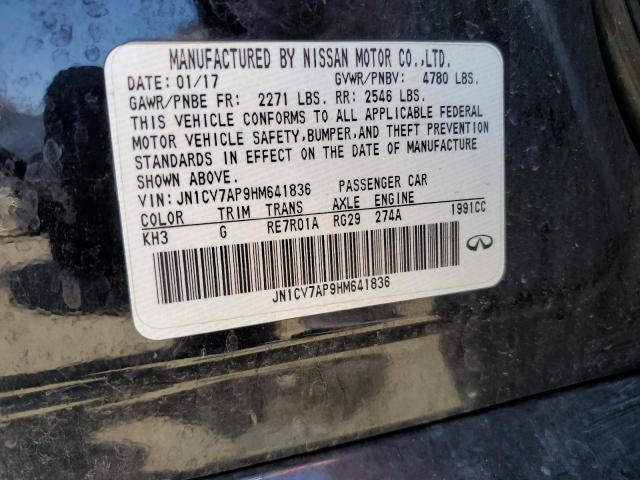 MANUFACTURED BY NISSAN MOTOR CO.,LTD.
DATE: 01/17 GVWR/PNBV: 4780 LBS.
GAWR/PNBE FR: 2271 LBS. RR: 2546 LBS.
THIS VEHICLE CONFORMS TO ALL APPLICABLE FEDERAL
MOTOR VEHICLE SAFETY,BUMPER,AND THEFT PREVENTION
STANDARDS IN EFFECT ON THE DATE OF MANUFACTURE
SHOWN ABOVE.
VIN: JN1CV7AP9HM641836 PASSENGER CAR
COLOR TRIM TRANS AXLE ENGINE
KH3 G RE7R01A RG29 274A 1991CC
JN1CV7AP9HM641836